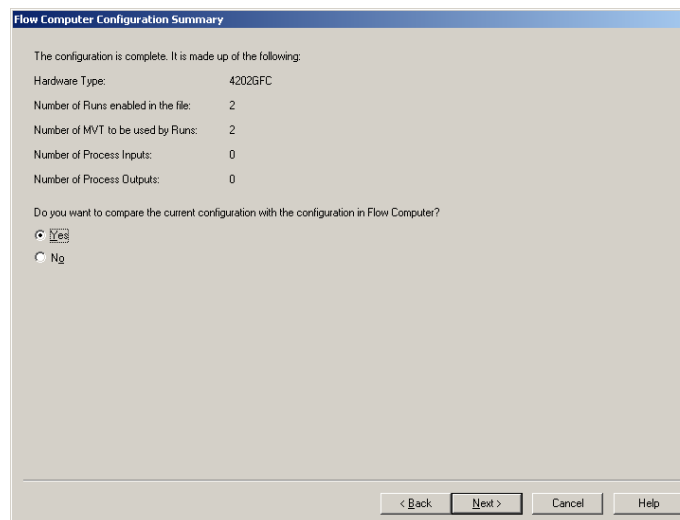 Flow Computer Configuration Summary
The configuration is complete. It is made up of the following:
Hardware Type: 4202GFC
Number of Runs enabled in the file: 2
Number of MVT to be used by Runs: 2
Number of Process Inputs: 0
Number of Process Outputs: 0
Do you want to compare the current configuration with the configuration in Flow Computer?
Yes
No
< Back Next > Cancel Help